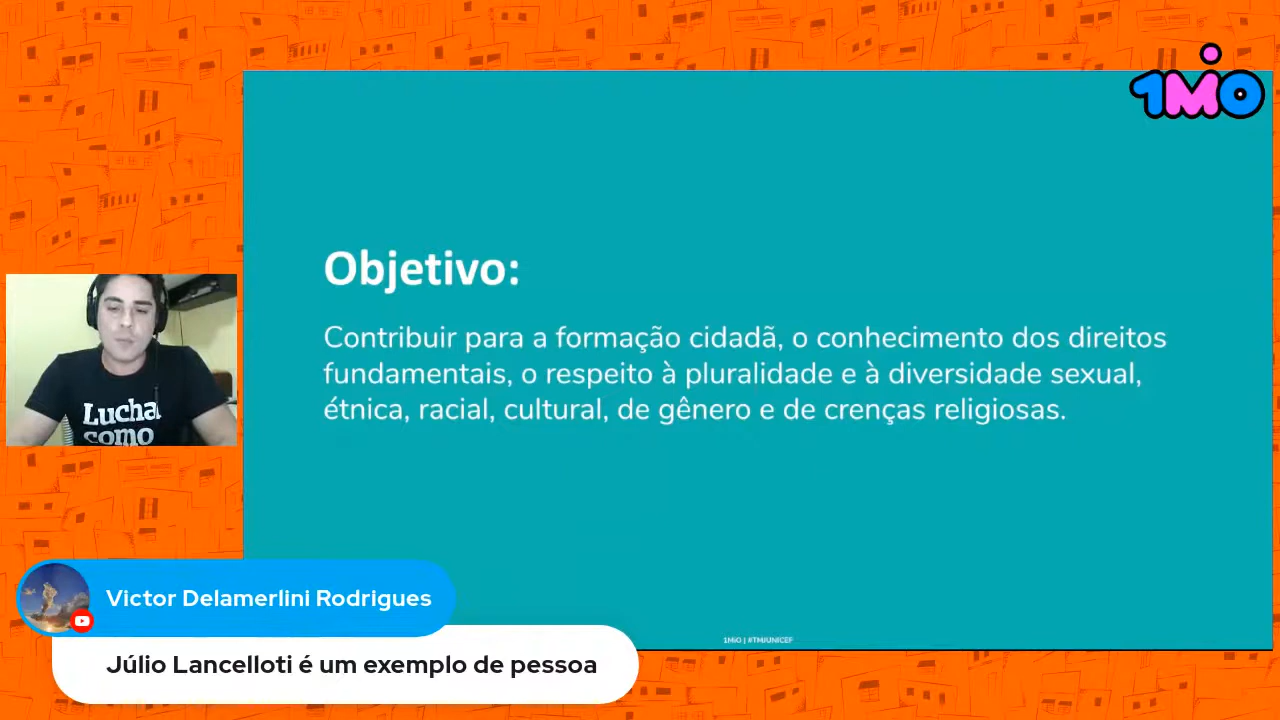 1MiO
Objetivo:
Contribuir para a formação cidadã, o conhecimento dos direitos
fundamentais, o respeito à pluralidade e à diversidade sexual,
étnica, racial, cultural, de gênero e de crenças religiosas.
Lucha
como
Victor Delamerlini Rodrigues
Júlio Lancelloti é um exemplo de pessoa
1MiO | #TMJUNICEF